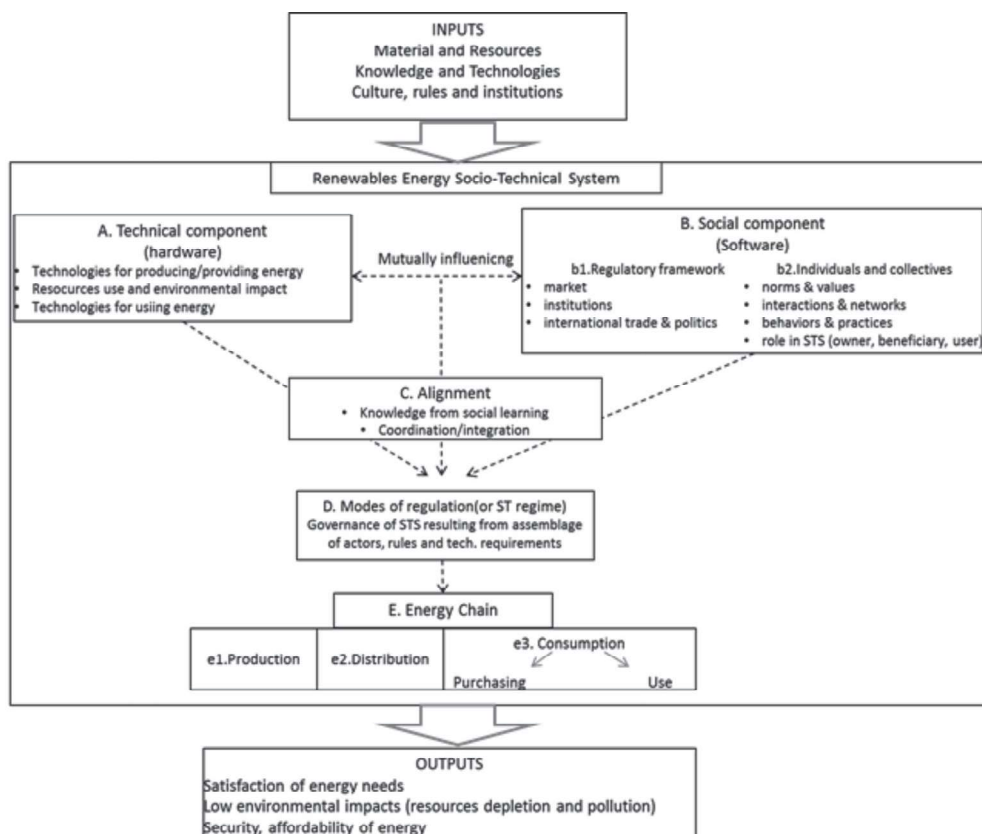 INPUTS
Material and Resources
Knowledge and Technologies
Culture, rules and institutions
Renewables Energy Socio-Technical System
A. Technical component
(hardware)
• Technologies for producing/providing energy
• Resocurces use and environmental impact
• Technologies for usiing energy
Mutually influeincng
B. Social component
(Software)
b1.Regulatory framework
• market
• institutions
• international trade & politics
b2.Individuals and collectives
• norms & values
• interactions & networks
• behaviors & practices
• role in STS (owner, beneficiary, user)
C. Alignment
• Knowledge from social learning
• Coordination/integration
D. Modes of regulation(or ST regime)
Governance of STS resulting from assemblage
of actors, rules and tech. requirements
E. Energy Chain
e1.Production
e2.Distribution
e3. Consumption
Purchasing
Use
OUTPUTS
Satisfaction of energy needs
Low environmental impacts (resources depletion and pollution)
Security, affordability of energy